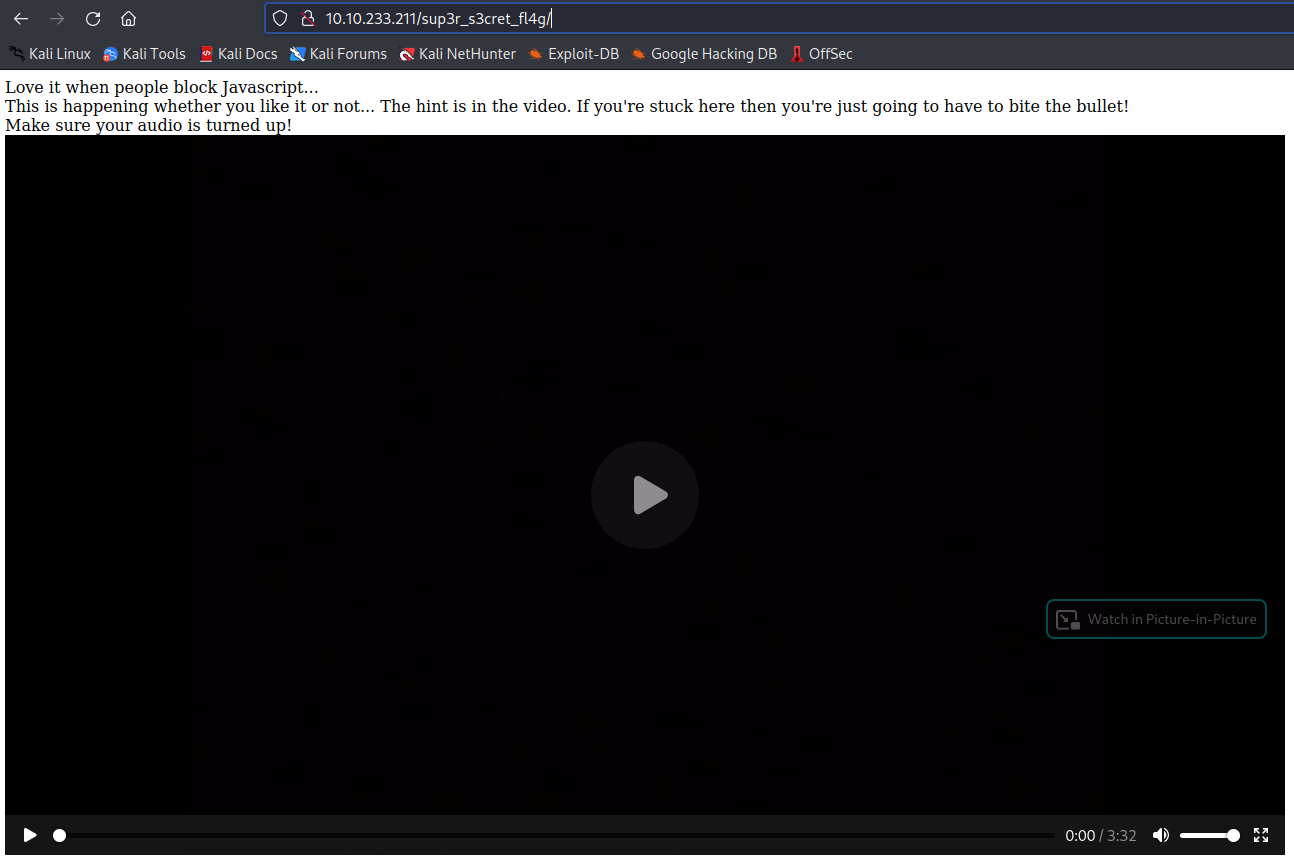 10.10.233.211/sup3r_s3cret_fl4g/
Kali Linux Kali Tools Kali Docs Kali Forums Kali NetHunter Exploit-DB Google Hacking DB OffSec
Love it when people block Javascript...
This is happening whether you like it or not... The hint is in the video. If you're stuck here then you're just going to have to bite the bullet!
Make sure your audio is turned up!
Watch in Picture-in-Picture
0:00 / 3:32